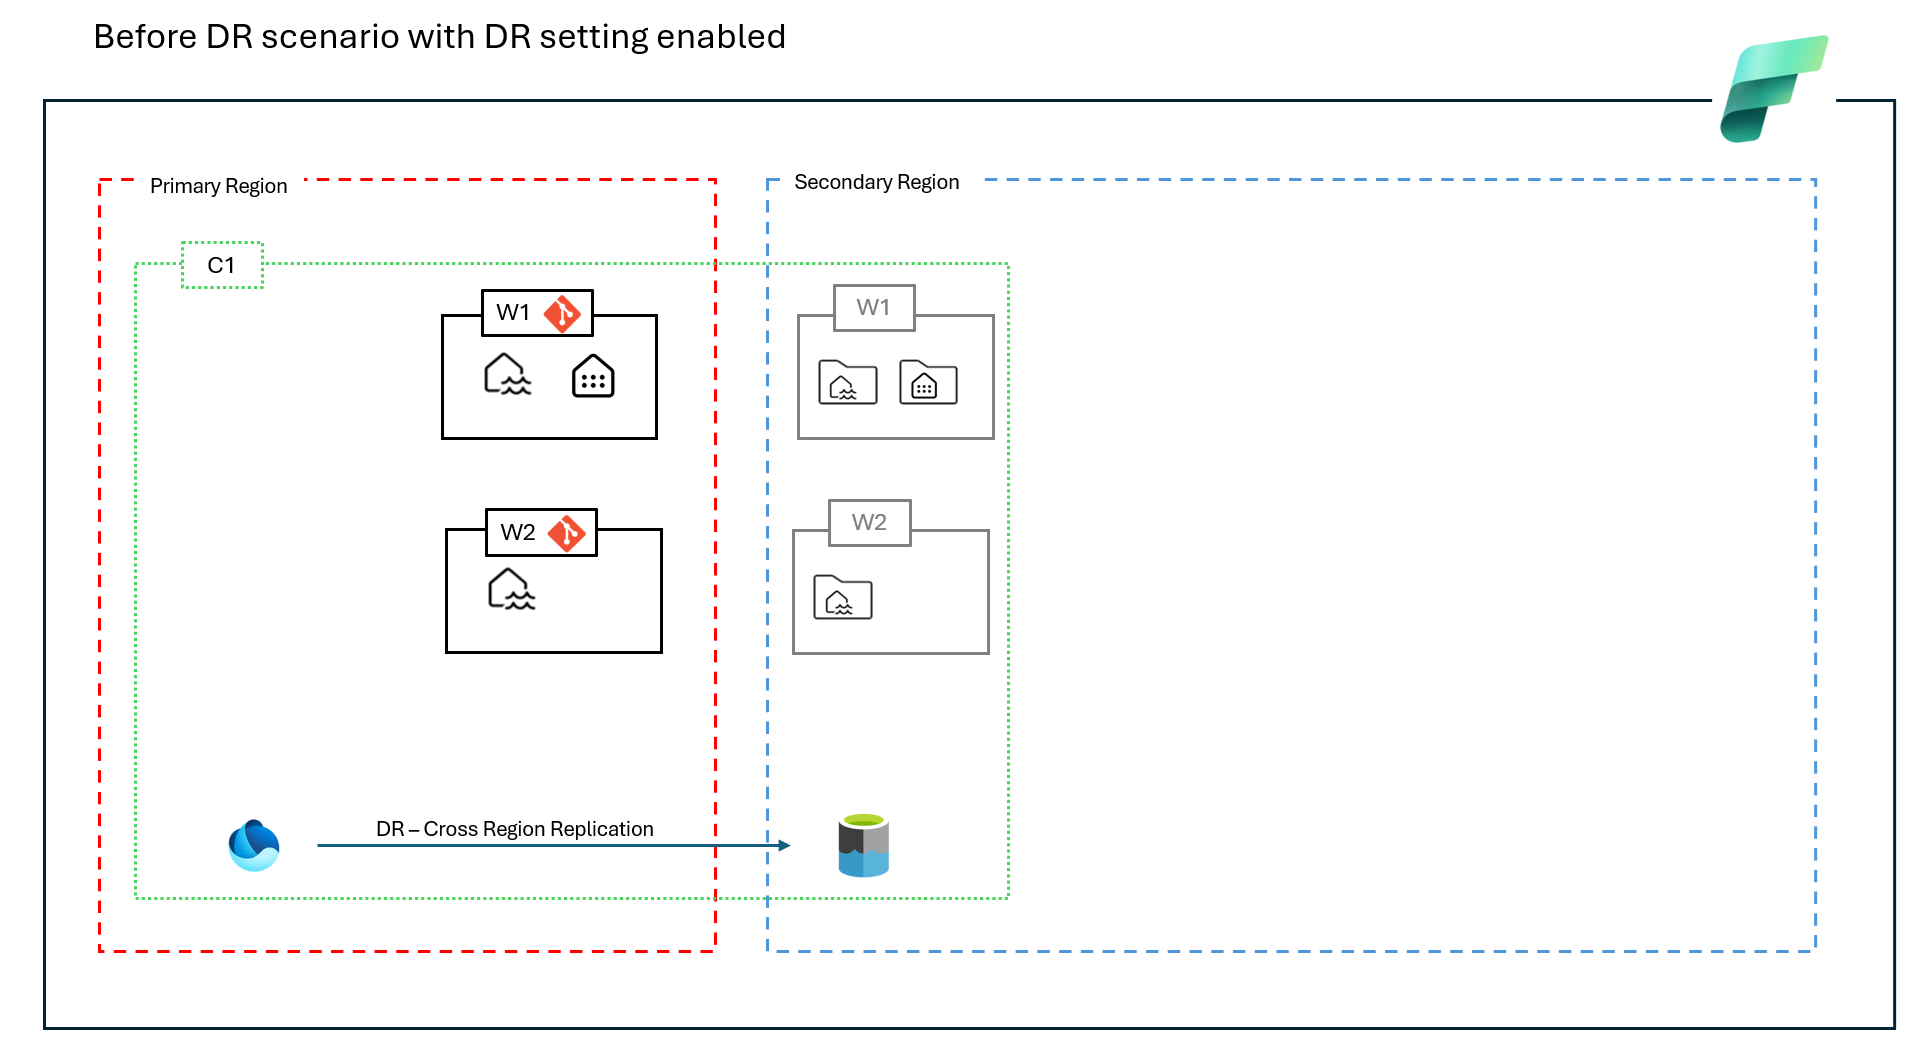 Before DR scenario with DR setting enabled
Primary Region
Secondary Region
C1
W1
W1
W2
W2
DR – Cross Region Replication